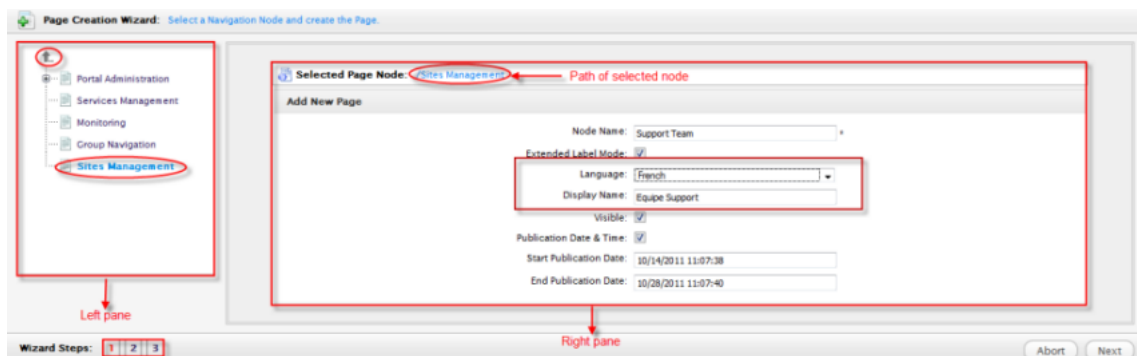 Page Creation Wizard: Select a Navigation Node and create the Page.
Portal Administration
Services Management
Monitoring
Group Navigation
Sites Management
Left pane
Selected Page Node: /Sites Management Path of selected node
Add New Page
Node Name: Support Team *
Extended Label Mode:
Language: French
Display Name: Equipe Support
Visible:
Publication Date & Time:
Start Publication Date: 10/14/2011 11:07:38
End Publication Date: 10/28/2011 11:07:40
Right pane
Wizard Steps: 1 2 3
Abort Next